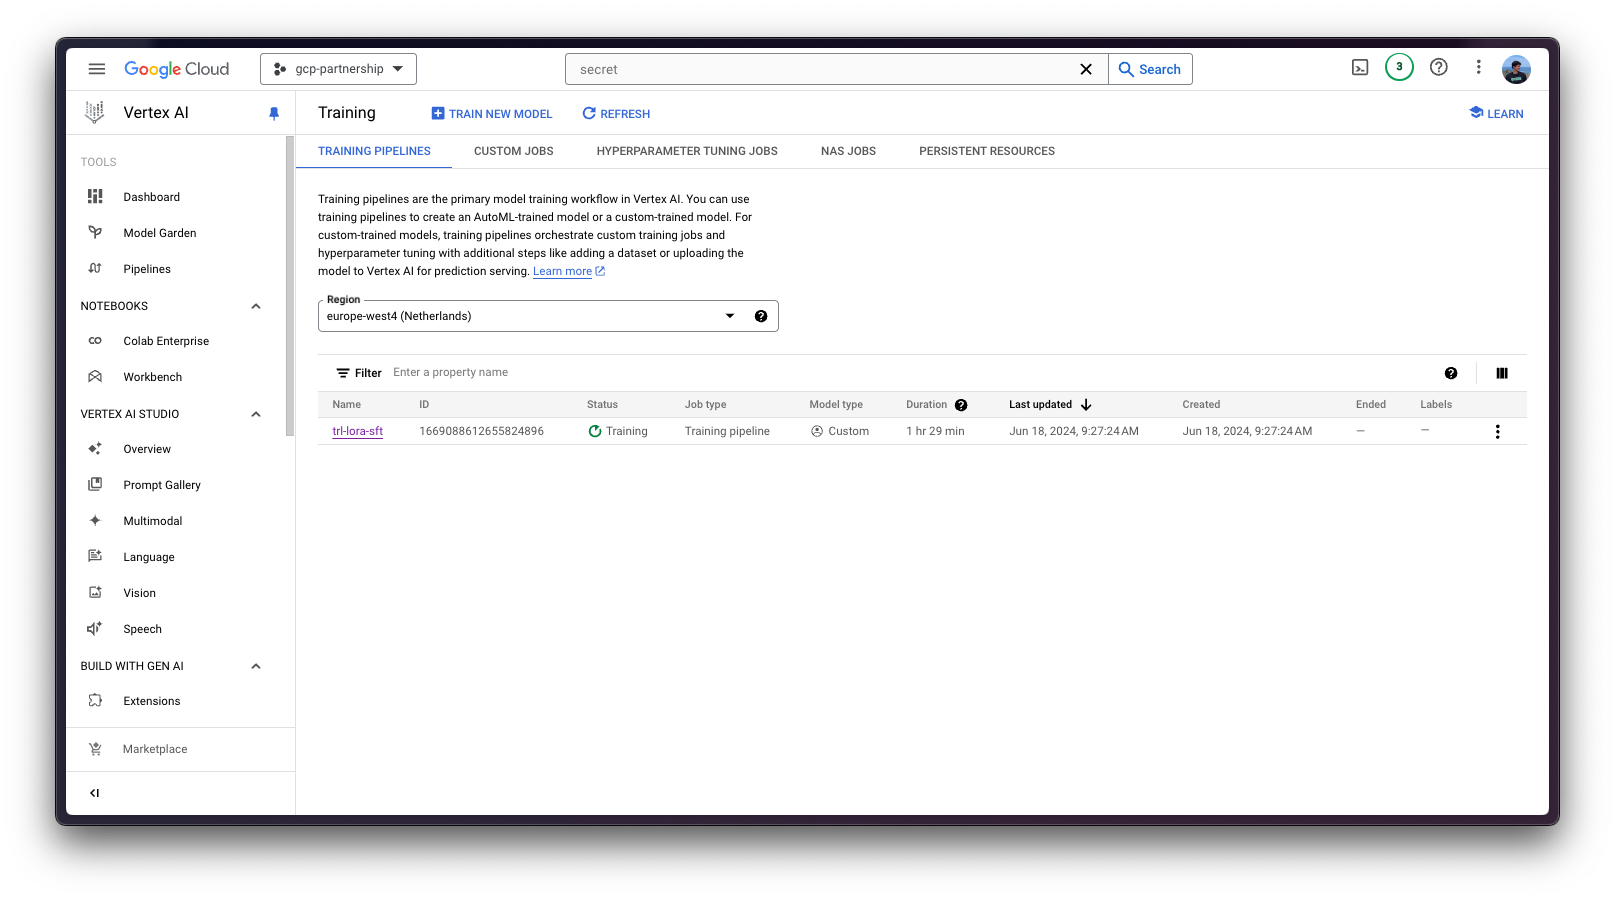 Google Cloud
gcp-partnership
secret
Search
3
Vertex AI
Training
TRAIN NEW MODEL
REFRESH
LEARN
TOOLS
Dashboard
Model Garden
Pipelines
NOTEBOOKS
Colab Enterprise
Workbench
VERTEX AI STUDIO
Overview
Prompt Gallery
Multimodal
Language
Vision
Speech
BUILD WITH GEN AI
Extensions
Marketplace
TRAINING PIPELINES CUSTOM JOBS HYPERPARAMETER TUNING JOBS NAS JOBS PERSISTENT RESOURCES
Training pipelines are the primary model training workflow in Vertex AI. You can use
training pipelines to create an AutoML-trained model or a custom-trained model. For
custom-trained models, training pipelines orchestrate custom training jobs and
hyperparameter tuning with additional steps like adding a dataset or uploading the
model to Vertex AI for prediction serving. Learn more
Region
europe-west4 (Netherlands)
Filter Enter a property name
Name ID Status Job type Model type Duration Last updated Created Ended Labels
trl-lora-sft 1669088612655824896 Training Training pipeline Custom 1 hr 29 min Jun 18, 2024, 9:27:24 AM Jun 18, 2024, 9:27:24 AM — —